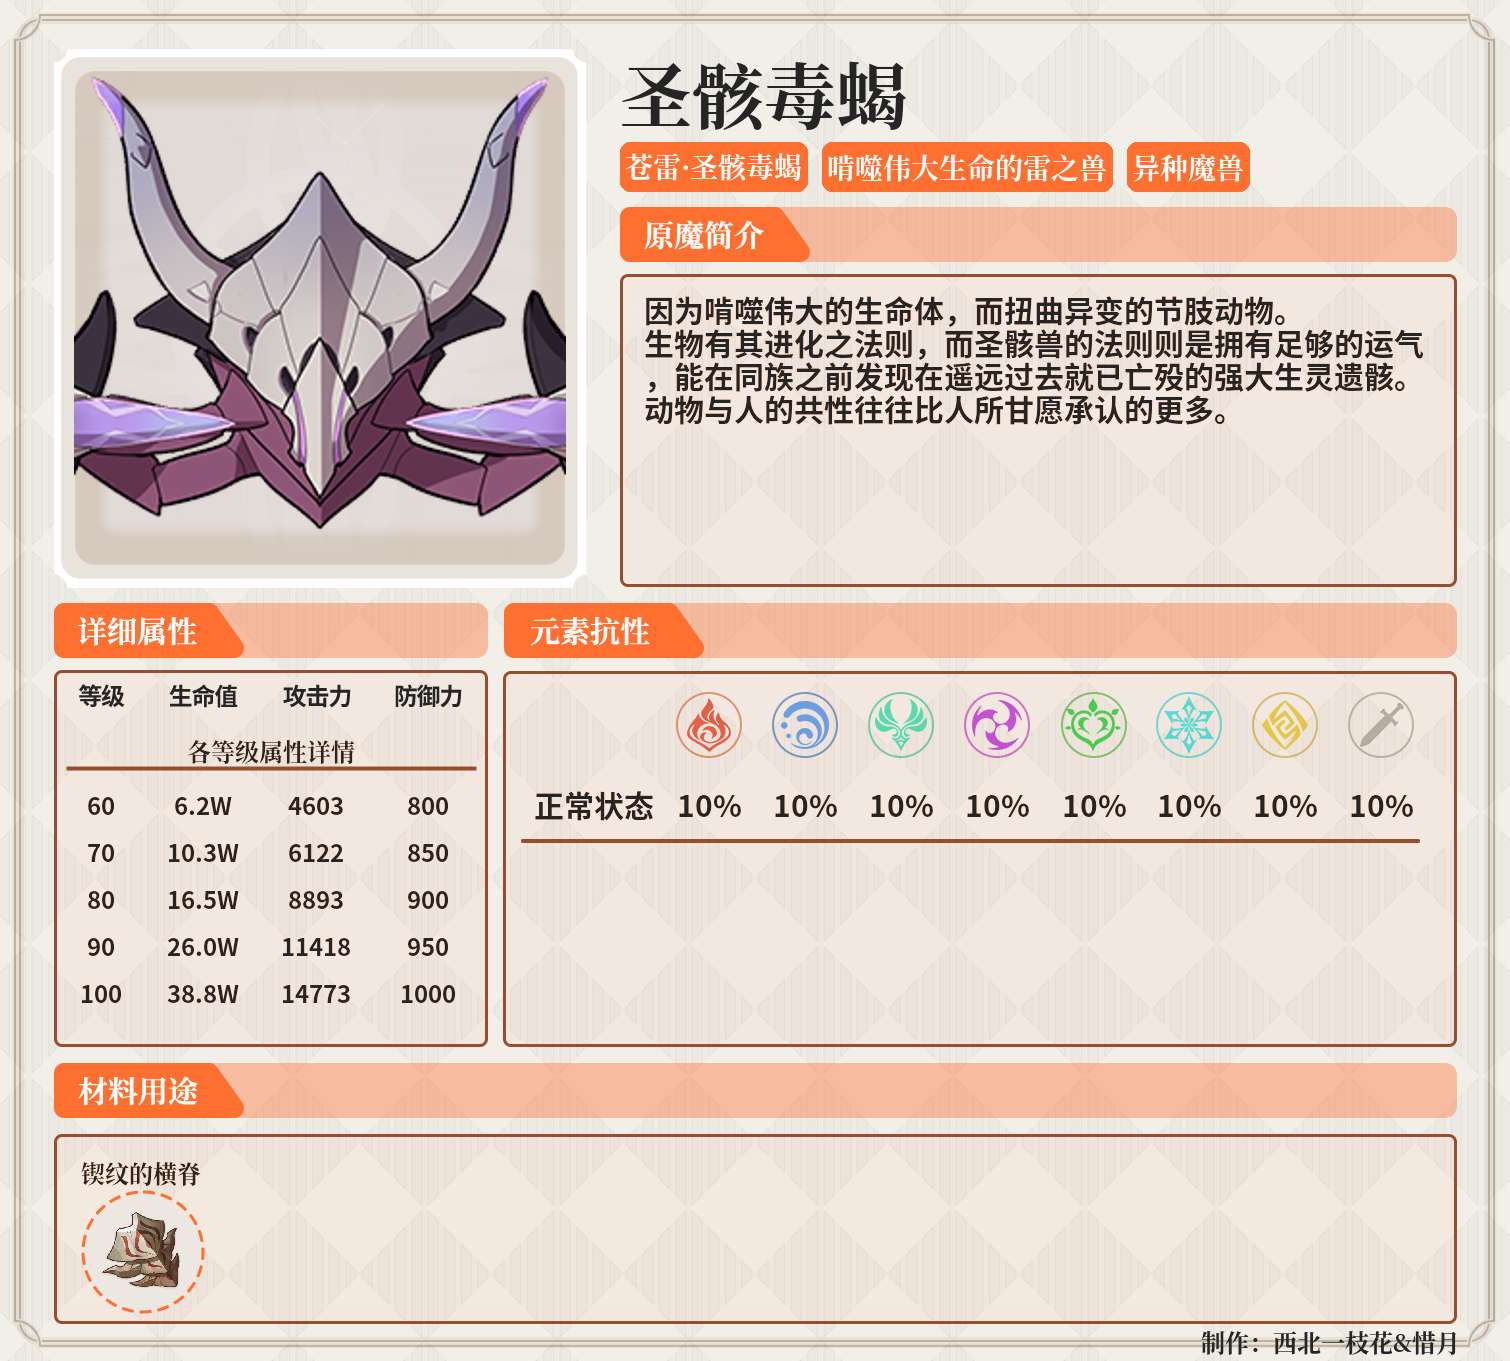 圣骸毒蝎
苍雷·圣骸毒蝎 啃噬伟大生命的雷之兽 异种魔兽
原魔简介
因为啃噬伟大的生命体，而扭曲异变的节肢动物。
生物有其进化之法则，而圣骸兽的法则则是拥有足够的运气
，能在同族之前发现在遥远过去就已亡殁的强大生灵遗骸。
动物与人的共性往往比人所甘愿承认的更多。
详细属性
等级 生命值 攻击力 防御力
各等级属性详情
60 6.2W 4603 800
70 10.3W 6122 850
80 16.5W 8893 900
90 26.0W 11418 950
100 38.8W 14773 1000
元素抗性
正常状态 10% 10% 10% 10% 10% 10% 10% 10%
材料用途
锲纹的横脊
制作：西北一枝花&惜月